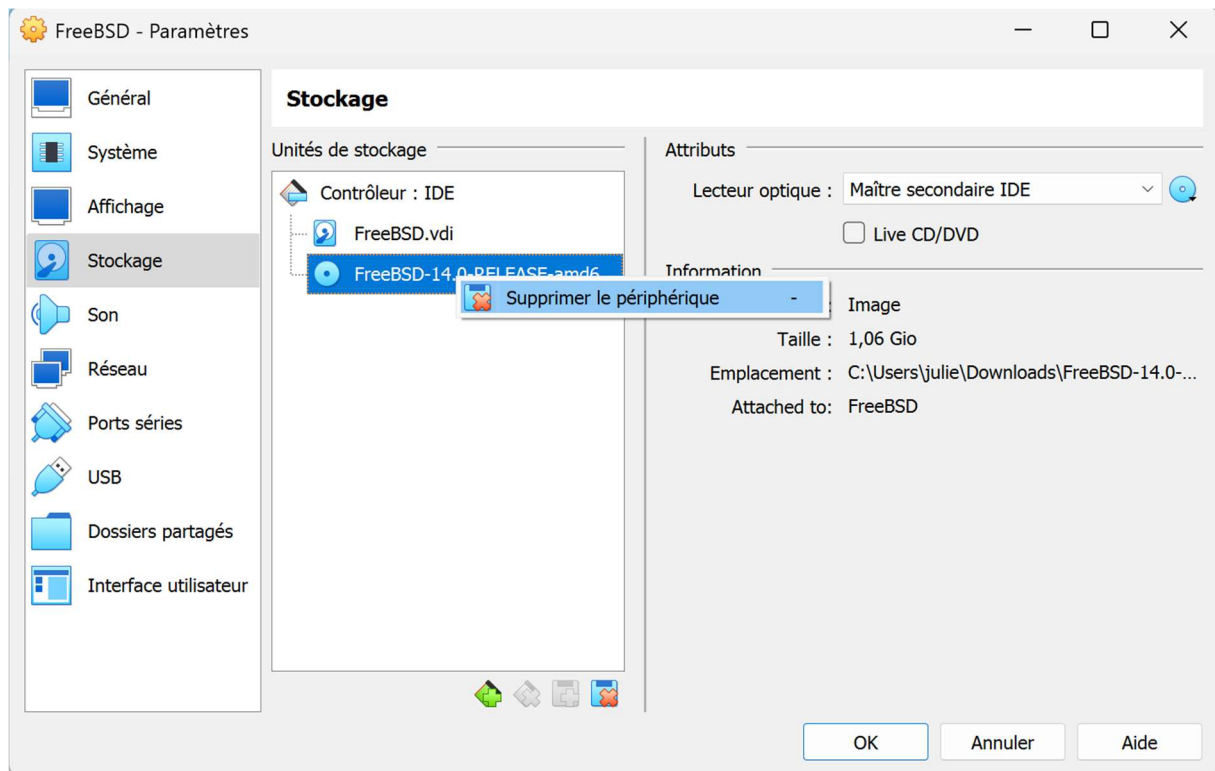 FreeBSD - Paramètres
Général
Système
Affichage
Stockage
Son
Réseau
Ports séries
USB
Dossiers partagés
Interface utilisateur
Stockage
Unités de stockage
Contrôleur : IDE
FreeBSD.vdi
FreeBSD-14.0-RELEASE-amd6...
Supprimer le périphérique -
Attributs
Lecteur optique : Maître secondaire IDE
Live CD/DVD
Information
: Image
Taille : 1,06 Gio
Emplacement : C:\Users\julie\Downloads\FreeBSD-14.0-...
Attached to: FreeBSD
OK Annuler Aide